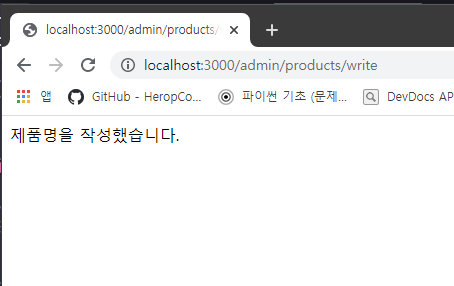 localhost:3000/admin/products/
localhost:3000/admin/products/write
앱
GitHub - HeropCo...
파이썬 기초 (문제...
DevDocs AP
제품명을 작성했습니다.